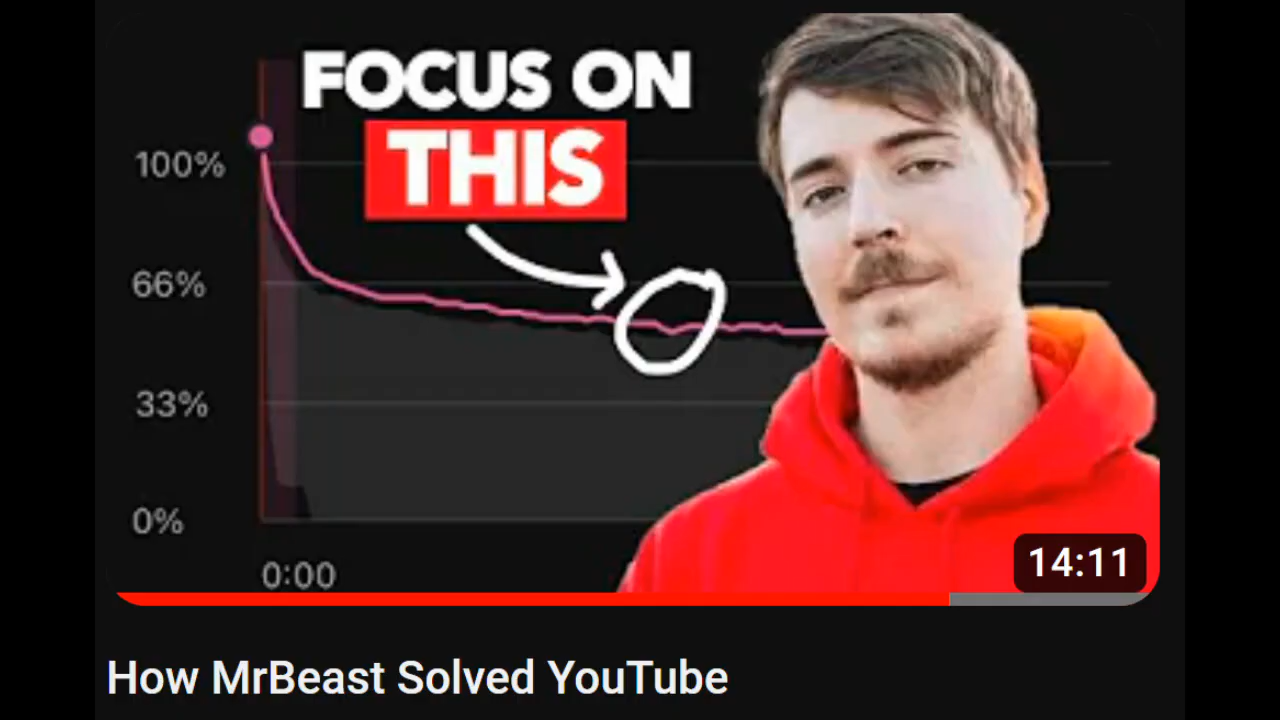 FOCUS ON
THIS
100%
66%
33%
0%
0:00
14:11
How MrBeast Solved YouTube